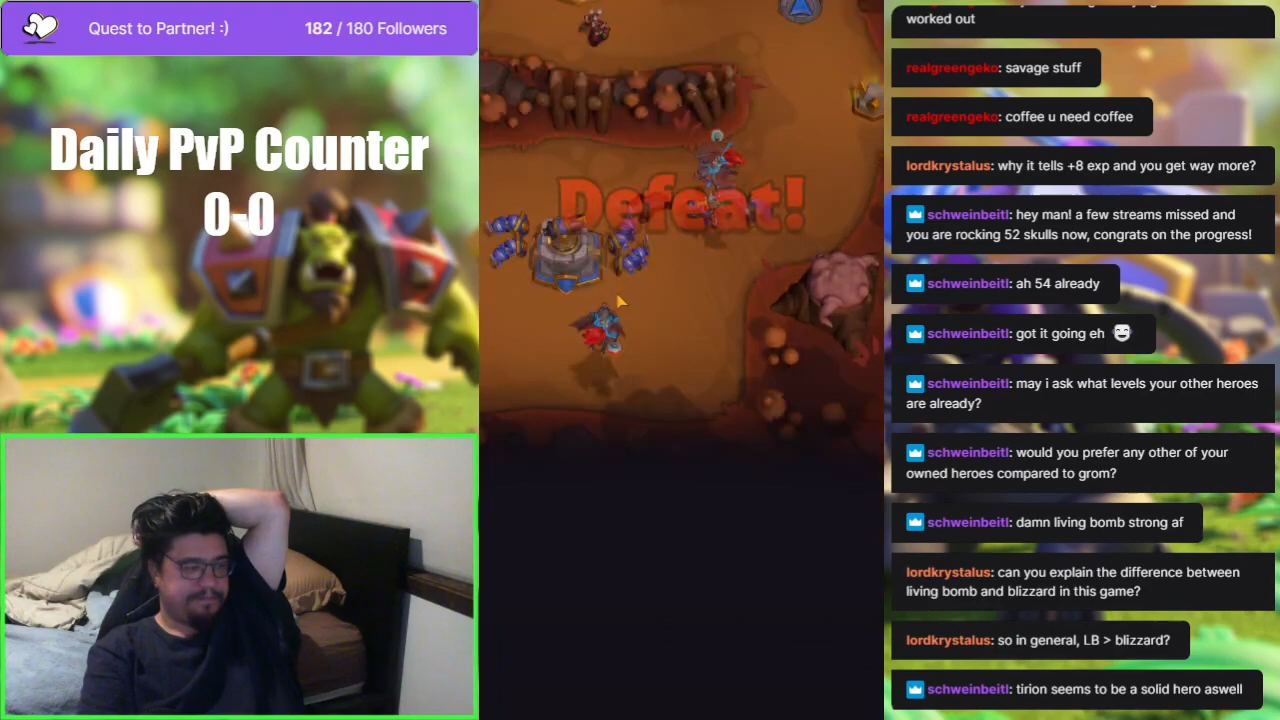 Quest to Partner! :)
182 / 180 Followers
Daily PvP Counter
0-0
Defeat!
worked out
realgreengeko: savage stuff
realgreengeko: coffee u need coffee
lordkrystalus: why it tells +8 exp and you get way more?
schweinbeitl: hey man! a few streams missed and
you are rocking 52 skulls now, congrats on the progress!
schweinbeitl: ah 54 already
schweinbeitl: got it going eh
schweinbeitl: may i ask what levels your other heroes
are already?
schweinbeitl: would you prefer any other of your
owned heroes compared to grom?
schweinbeitl: damn living bomb strong af
lordkrystalus: can you explain the difference between
living bomb and blizzard in this game?
lordkrystalus: so in general, LB > blizzard?
schweinbeitl: tirion seems to be a solid hero aswell